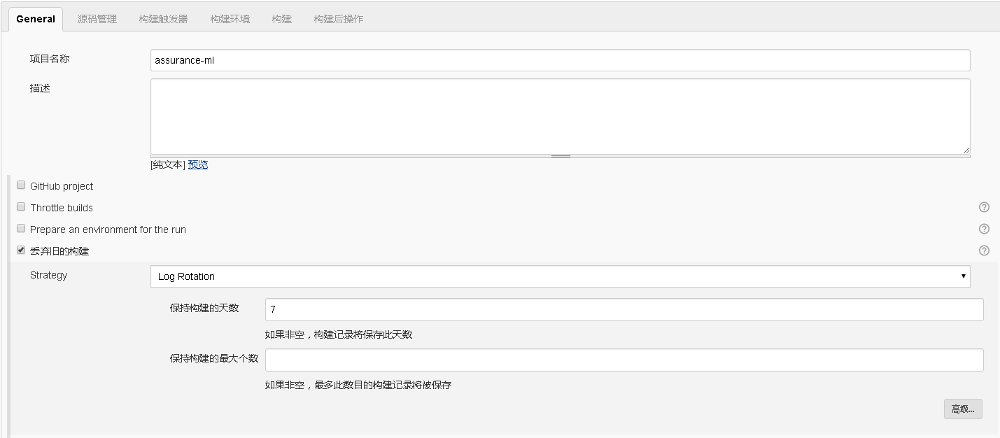 General 源码管理 构建触发器 构建环境 构建 构建后操作
项目名称 assurance-ml
描述
[纯文本] 预览
GitHub project
Throttle builds
Prepare an environment for the run
丢弃旧的构建
Strategy Log Rotation
保持构建的天数 7
如果非空，构建记录将保存此天数
保持构建的最大个数
如果非空，最多此数目的构建记录将被保存
高级...